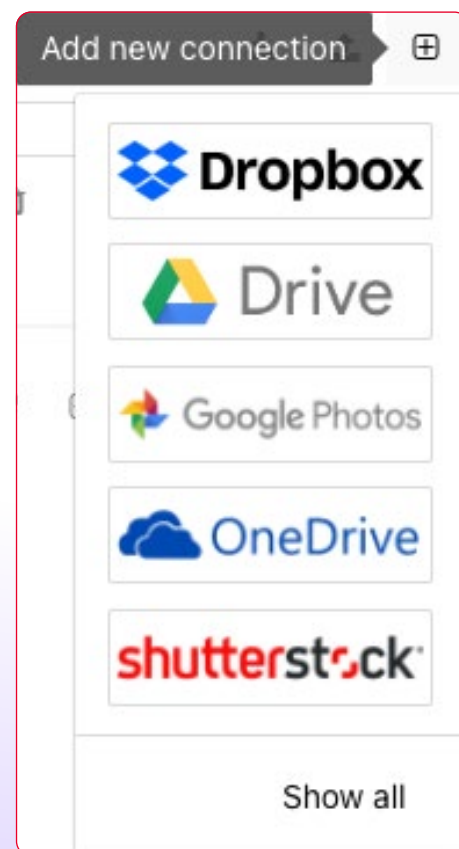 Add new connection
Dropbox
Drive
Google Photos
OneDrive
shutterstock
Show all